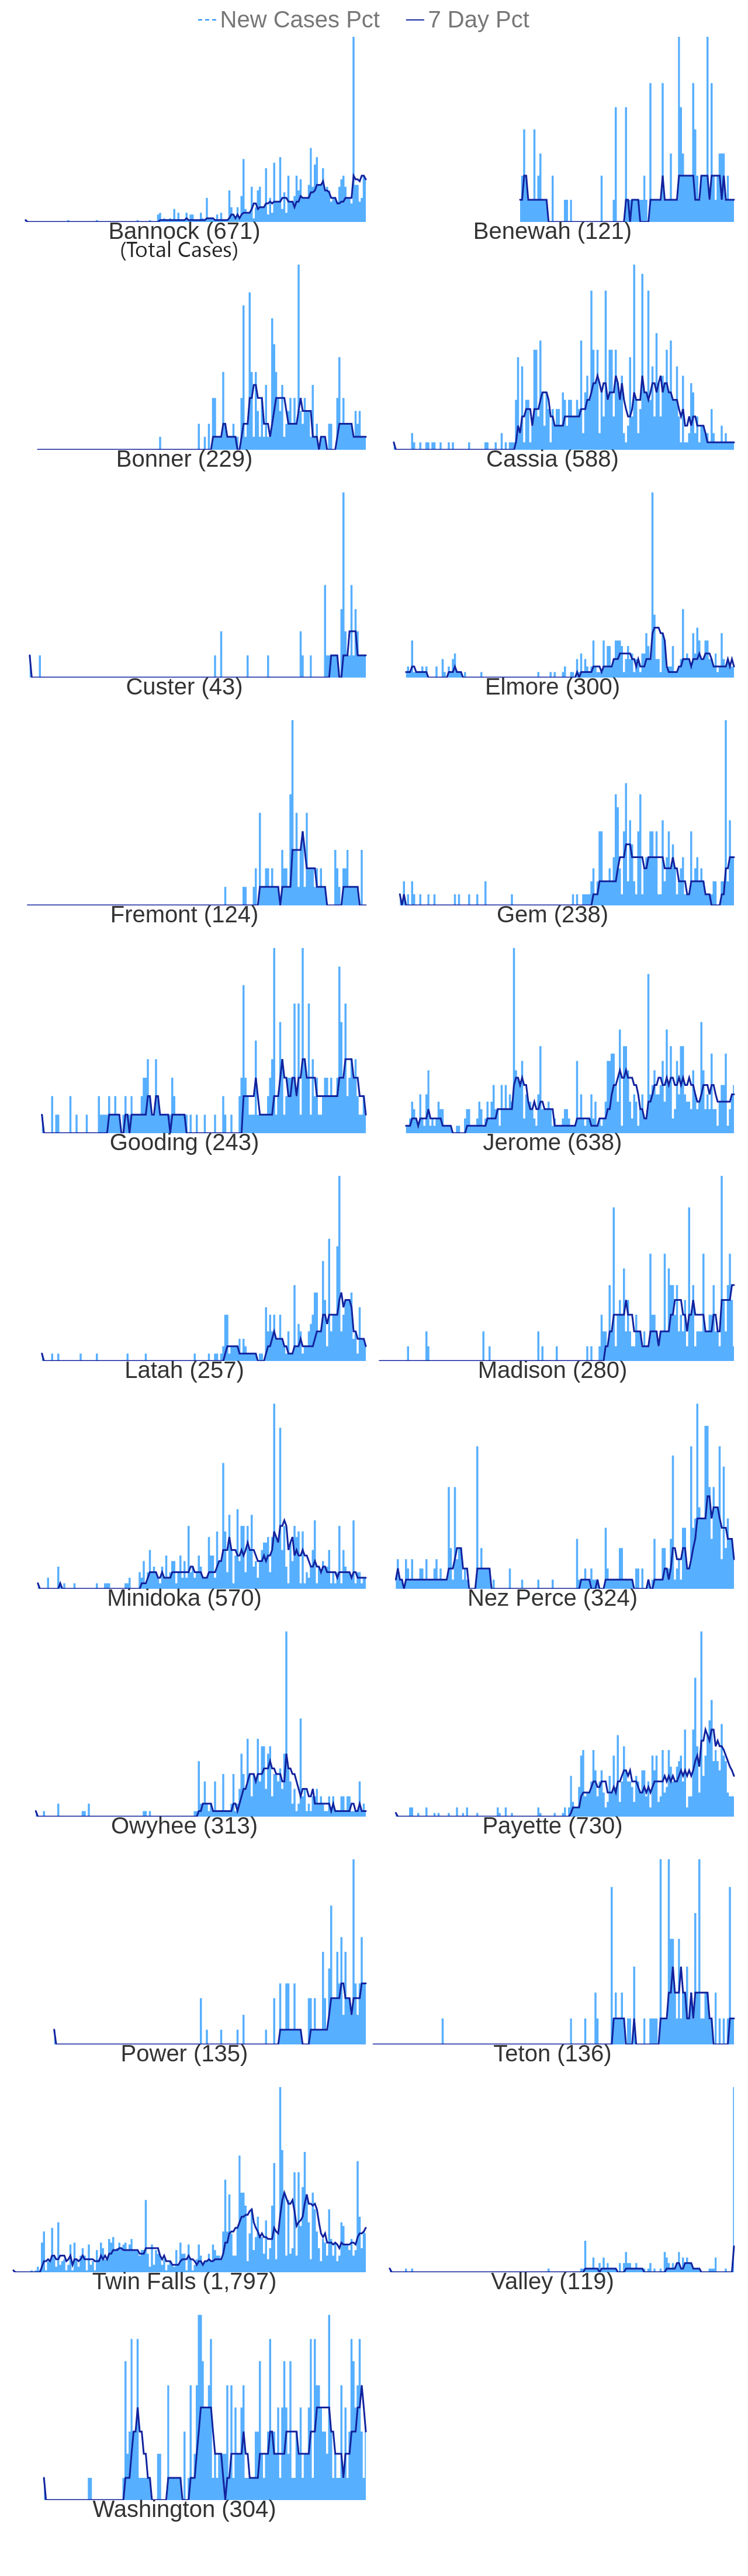 New Cases Pct 7 Day Pct
Bannock (671) Benewah (121)
(Total Cases)
Bonner (229) Cassia (588)
Custer (43) Elmore (300)
Fremont (124) Gem (238)
Gooding (243) Jerome (638)
Latah (257) Madison (280)
Minidoka (570) Nez Perce (324)
Owyhee (313) Payette (730)
Power (135) Teton (136)
Twin Falls (1,797) Valley (119)
Washington (304)